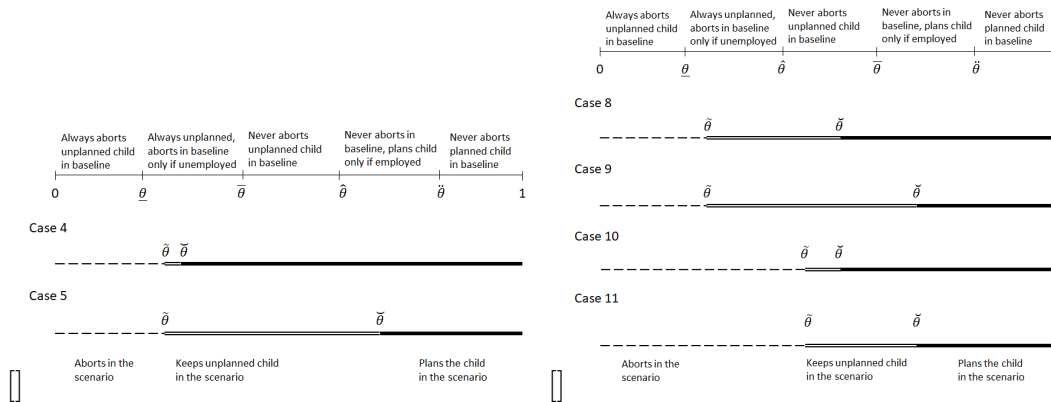 Always aborts
unplanned child
in baseline
Always unplanned,
aborts in baseline
only if unemployed
Never aborts
unplanned child
in baseline
Never aborts in
baseline, plans child
only if employed
Never aborts
planned child
in baseline
0 θ̲ θ̅ θ̂ θ̈ 1
Case 4
θ̃ θ̆
Case 5
θ̃ θ̆
Aborts in the
scenario
Keeps unplanned child
in the scenario
Plans the child
in the scenario
[]
Always aborts
unplanned child
in baseline
Always unplanned,
aborts in baseline
only if unemployed
Never aborts
unplanned child
in baseline
Never aborts in
baseline, plans child
only if employed
Never aborts
planned child
in baseline
0 θ̲ θ̂ θ̅ θ̈
Case 8
θ̃ θ̆
Case 9
θ̃ θ̆
Case 10
θ̃ θ̆
Case 11
θ̃ θ̆
Aborts in the
scenario
Keeps unplanned child
in the scenario
Plans the child
in the scenario
[]